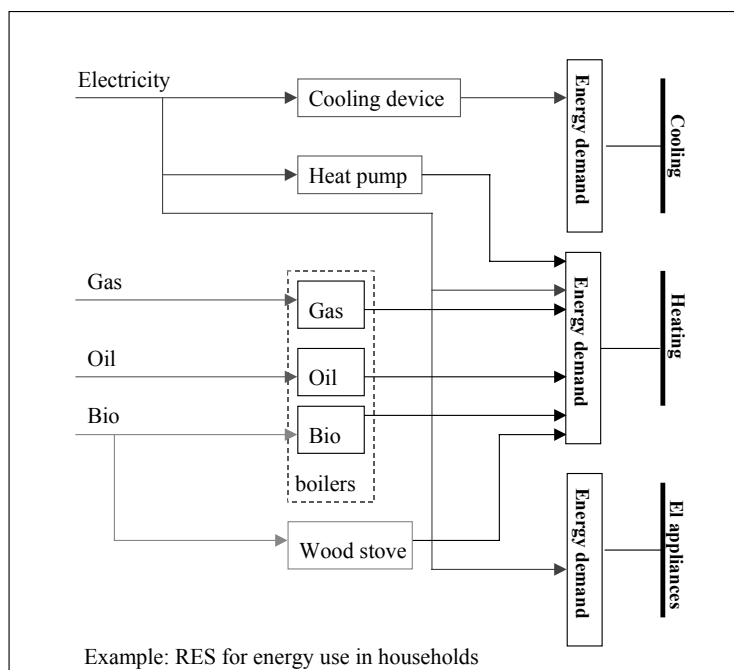 Electricity
Cooling device
Energy demand
Cooling
Heat pump
Gas
Gas
Energy demand
Heating
Oil
Oil
Bio
Bio
boilers
Wood stove
Energy demand
El appliances
Example: RES for energy use in households